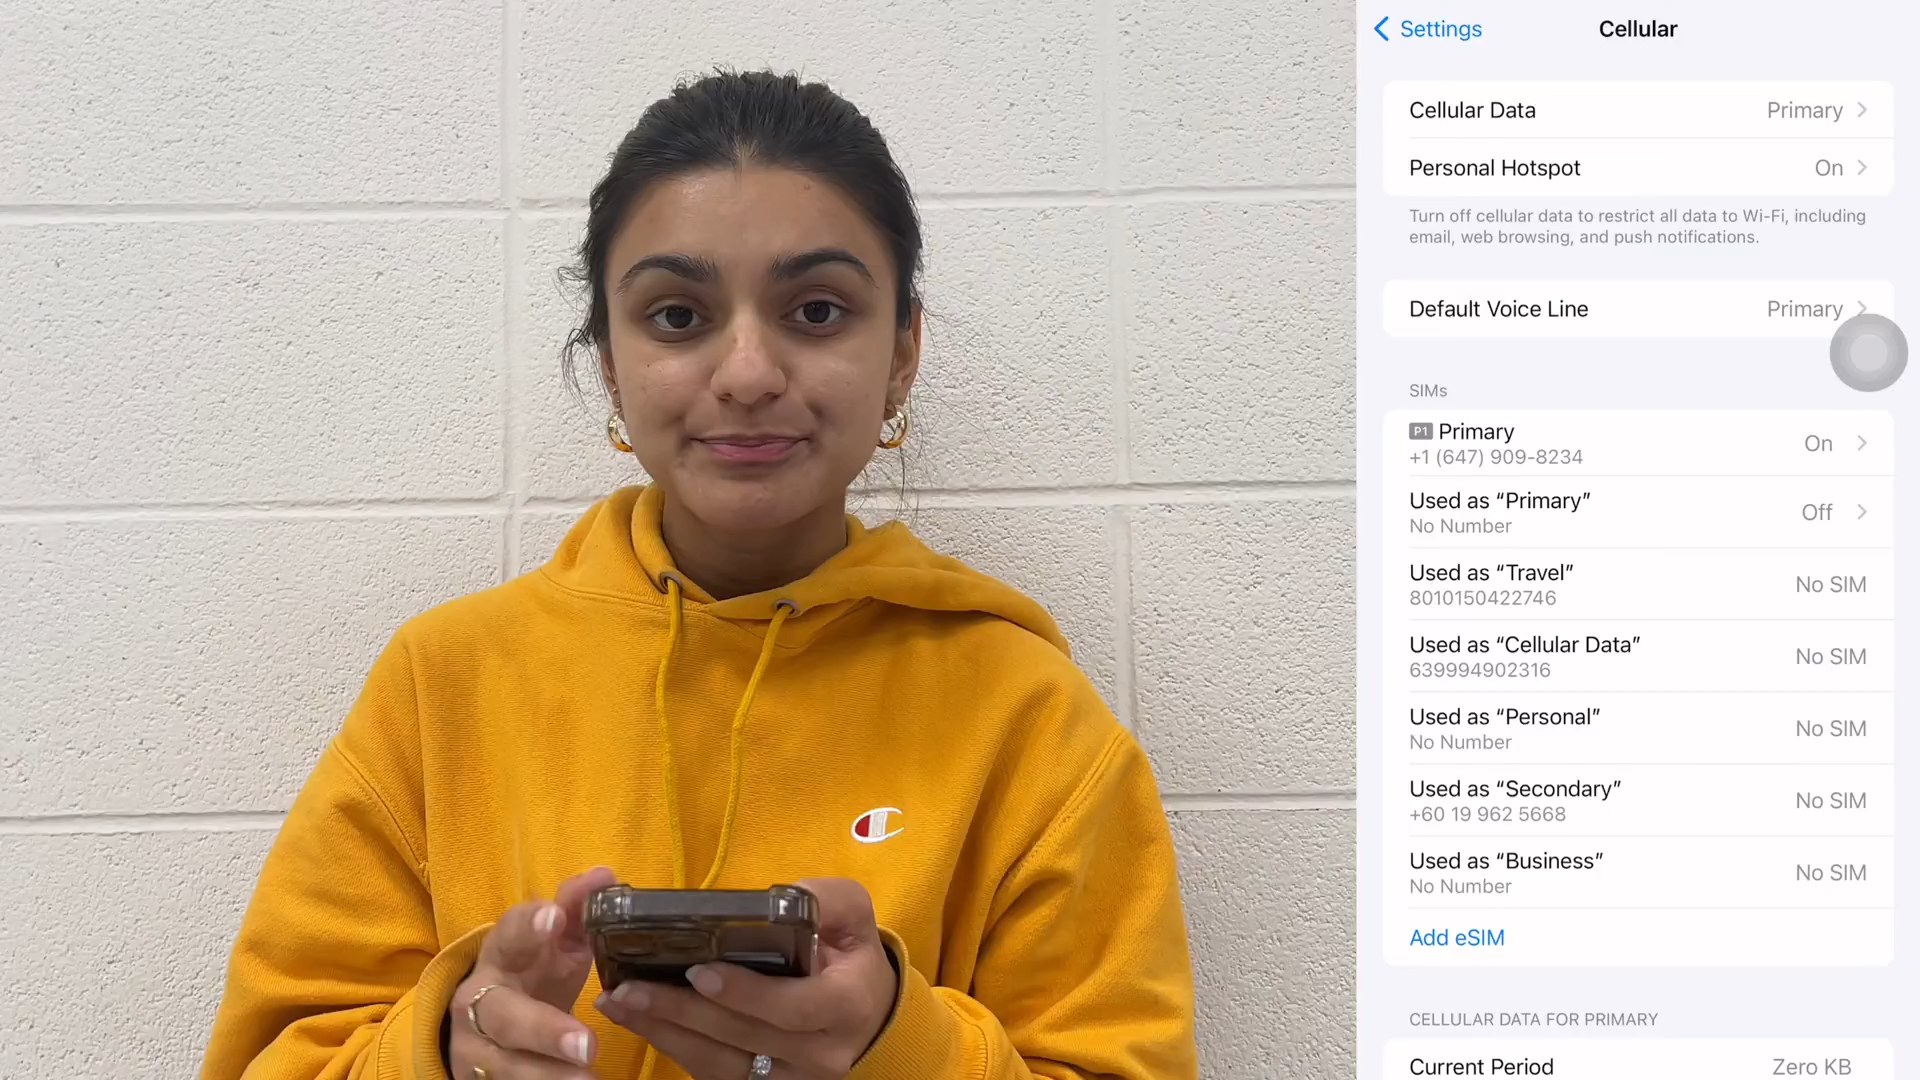 Settings
Cellular
Cellular Data
Primary
Personal Hotspot
On
Turn off cellular data to restrict all data to Wi-Fi, including
email, web browsing, and push notifications.
Default Voice Line
Primary
SIMs
P1 Primary
+1 (647) 909-8234
On
Used as “Primary”
No Number
Off
Used as “Travel”
8010150422746
No SIM
Used as “Cellular Data”
639994902316
No SIM
Used as “Personal”
No Number
No SIM
Used as “Secondary”
+60 19 962 5668
No SIM
Used as “Business”
No Number
No SIM
Add eSIM
CELLULAR DATA FOR PRIMARY
Current Period
Zero KB